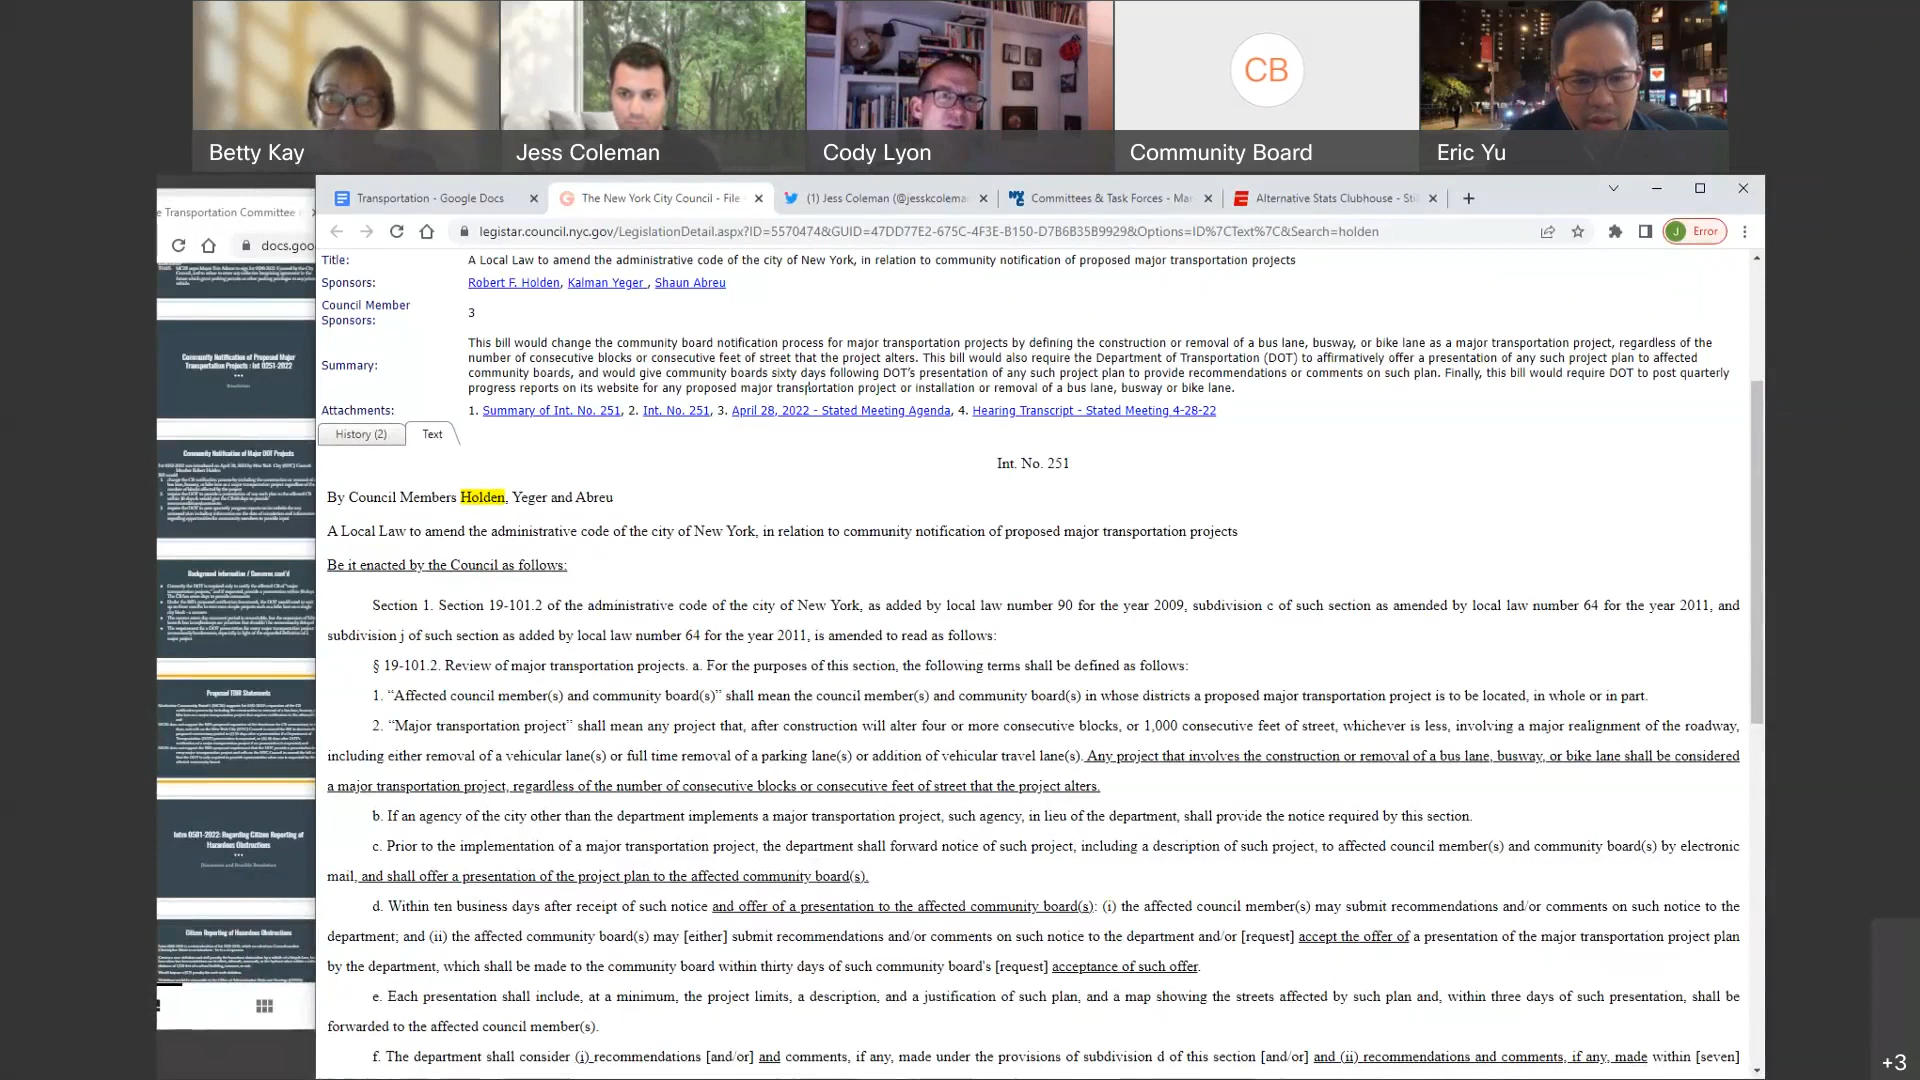 CB
Betty Kay
Jess Coleman
Cody Lyon
Community Board
Eric Yu
Transportation - Google Docs
The New York City Council - File
(1) Jess Coleman (@jesskcolema
Committees & Task Forces - Ma
Alternative Stats Clubhouse - St
e Transportation Committee
docs.goo
legistar.council.nyc.gov/LegislationDetail.aspx?ID=5570474&GUID=47DD77E2-675C-4F3E-B150-D7B6B35B9929&Options=ID%7CText%7C&Search=holden
J Error
Title: A Local Law to amend the administrative code of the city of New York, in relation to community notification of proposed major transportation projects
Sponsors: Robert F. Holden, Kalman Yeger , Shaun Abreu
Council Member
Sponsors: 3
Summary: This bill would change the community board notification process for major transportation projects by defining the construction or removal of a bus lane, busway, or bike lane as a major transportation project, regardless of the
number of consecutive blocks or consecutive feet of street that the project alters. This bill would also require the Department of Transportation (DOT) to affirmatively offer a presentation of any such project plan to affected
community boards, and would give community boards sixty days following DOT's presentation of any such project plan to provide recommendations or comments on such plan. Finally, this bill would require DOT to post quarterly
progress reports on its website for any proposed major transportation project or installation or removal of a bus lane, busway or bike lane.
Attachments: 1. Summary of Int. No. 251, 2. Int. No. 251, 3. April 28, 2022 - Stated Meeting Agenda, 4. Hearing Transcript - Stated Meeting 4-28-22
History (2) Text
Int. No. 251
By Council Members Holden, Yeger and Abreu
A Local Law to amend the administrative code of the city of New York, in relation to community notification of proposed major transportation projects
Be it enacted by the Council as follows:
Section 1. Section 19-101.2 of the administrative code of the city of New York, as added by local law number 90 for the year 2009, subdivision c of such section as amended by local law number 64 for the year 2011, and
subdivision j of such section as added by local law number 64 for the year 2011, is amended to read as follows:
§ 19-101.2. Review of major transportation projects. a. For the purposes of this section, the following terms shall be defined as follows:
1. “Affected council member(s) and community board(s)” shall mean the council member(s) and community board(s) in whose districts a proposed major transportation project is to be located, in whole or in part.
2. “Major transportation project” shall mean any project that, after construction will alter four or more consecutive blocks, or 1,000 consecutive feet of street, whichever is less, involving a major realignment of the roadway,
including either removal of a vehicular lane(s) or full time removal of a parking lane(s) or addition of vehicular travel lane(s). Any project that involves the construction or removal of a bus lane, busway, or bike lane shall be considered
a major transportation project, regardless of the number of consecutive blocks or consecutive feet of street that the project alters.
b. If an agency of the city other than the department implements a major transportation project, such agency, in lieu of the department, shall provide the notice required by this section.
c. Prior to the implementation of a major transportation project, the department shall forward notice of such project, including a description of such project, to affected council member(s) and community board(s) by electronic
mail, and shall offer a presentation of the project plan to the affected community board(s).
d. Within ten business days after receipt of such notice and offer of a presentation to the affected community board(s): (i) the affected council member(s) may submit recommendations and/or comments on such notice to the
department; and (ii) the affected community board(s) may [either] submit recommendations and/or comments on such notice to the department and/or [request] accept the offer of a presentation of the major transportation project plan
by the department, which shall be made to the community board within thirty days of such community board's [request] acceptance of such offer.
e. Each presentation shall include, at a minimum, the project limits, a description, and a justification of such plan, and a map showing the streets affected by such plan and, within three days of such presentation, shall be
forwarded to the affected council member(s).
f. The department shall consider (i) recommendations [and/or] and comments, if any, made under the provisions of subdivision d of this section [and/or] and (ii) recommendations and comments, if any, made within [seven]
Community Notification of Proposed Major
Transportation Projects : Int 0251-2022
Community Notification of Major DOT Projects
Background Information / Concerns cont'd
Intro 0501-2022: Regarding Citizen Reporting of
Hazardous Obstructions
Discussion and Possible Resolution
Citizen Reporting of Hazardous Obstructions
+3